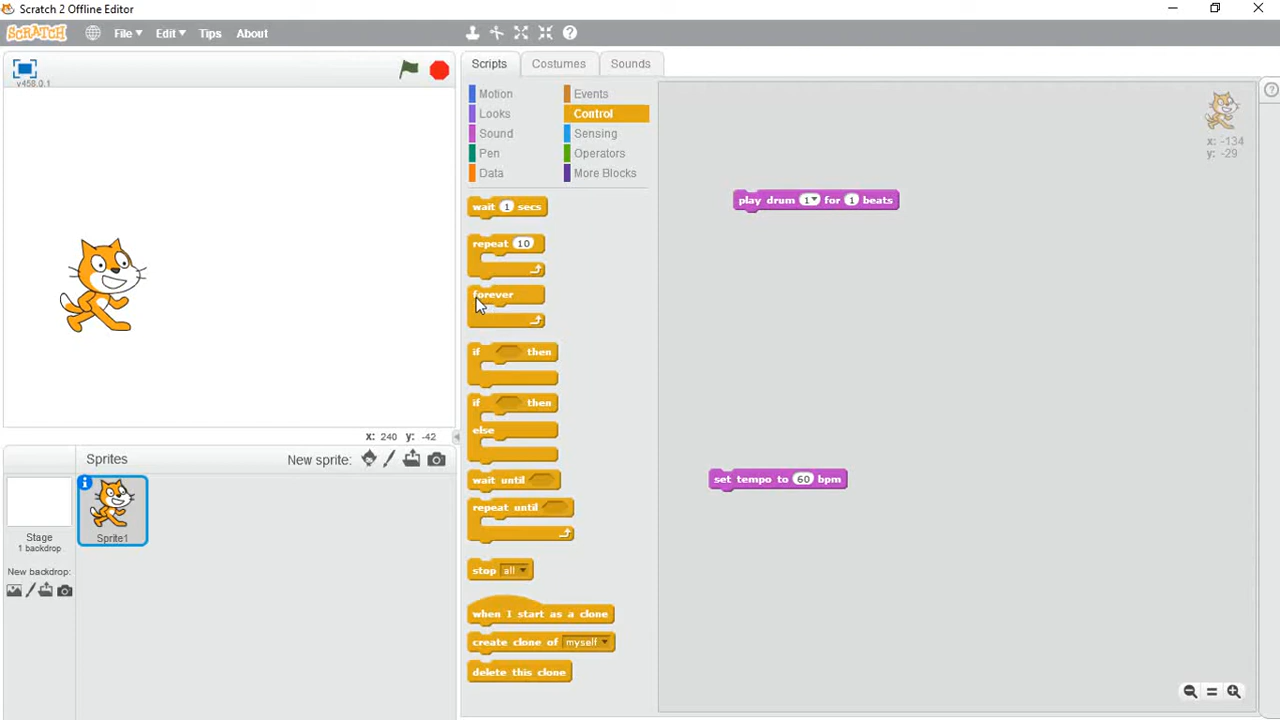 Scratch 2 Offline Editor
SCRATCH File Edit Tips About
v458.0.1
Scripts Costumes Sounds
Motion Events
Looks Control
Sound Sensing
Pen Operators
Data More Blocks
wait 1 secs
repeat 10
forever
if then
if then
else
wait until
repeat until
stop all
when I start as a clone
create clone of myself
delete this clone
play drum 1 for 1 beats
set tempo to 60 bpm
x: -134
y: -29
x: 240 y: -42
Sprites New sprite:
Stage
1 backdrop
New backdrop:
Sprite1